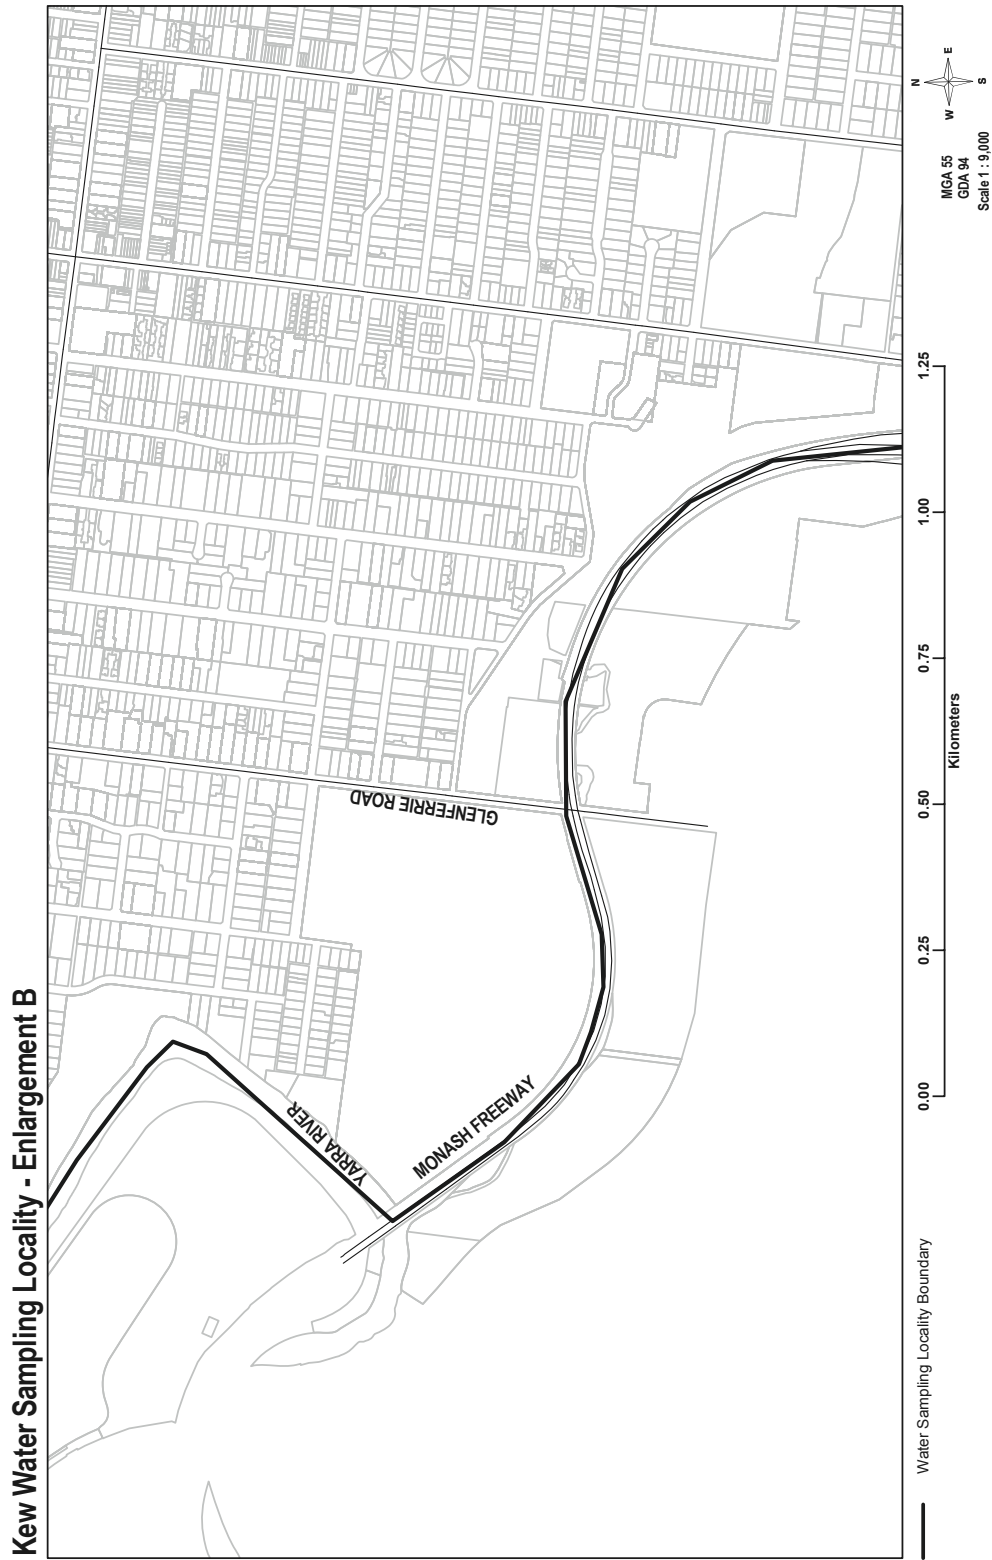 Kew Water Sampling Locality - Enlargement B
GLENFERRIE ROAD
YARRA RIVER
MONASH FREEWAY
Water Sampling Locality Boundary
0.0 0.25 0.50 0.75 1.00 1.25
Kilometers
MGA 55
GDA 94
Scale 1 : 9,000
N
W E
S